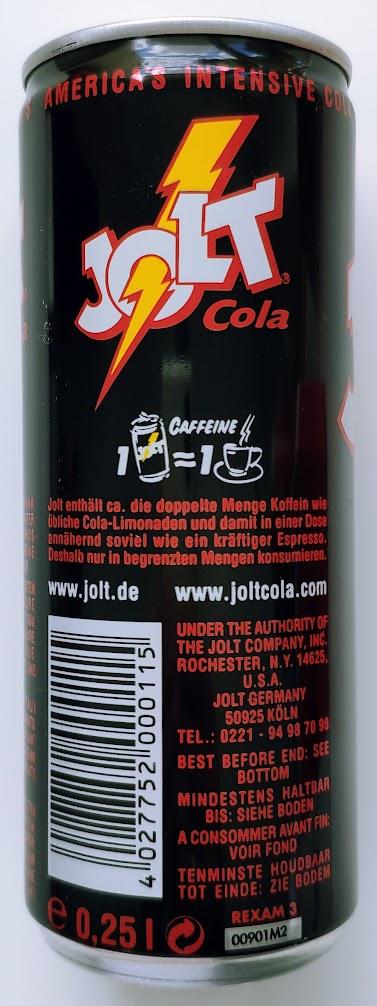 AMERICA'S INTENSIVE COL
JOLT
Cola
CAFFEINE
1 = 1
Jolt enthält ca. die doppelte Menge Koffein wie
übliche Cola-Limonaden und damit in einer Dose
annähernd soviel wie ein kräftiger Espresso.
Deshalb nur in begrenzten Mengen konsumieren.
www.jolt.de www.joltcola.com
UNDER THE AUTHORITY OF
THE JOLT COMPANY, INC.
ROCHESTER, N.Y. 14625,
U.S.A.
JOLT GERMANY
50925 KÖLN
TEL.: 0221 - 94 98 70 98
BEST BEFORE END: SEE
BOTTOM
MINDESTENS HALTBAR
BIS: SIEHE BODEN
A CONSOMMER AVANT FIN:
VOIR FOND
TENMINSTE HOUDBAAR
TOT EINDE: ZIE BODEM
4 027752 000115
e 0,25 l
REXAM 3
00901M2